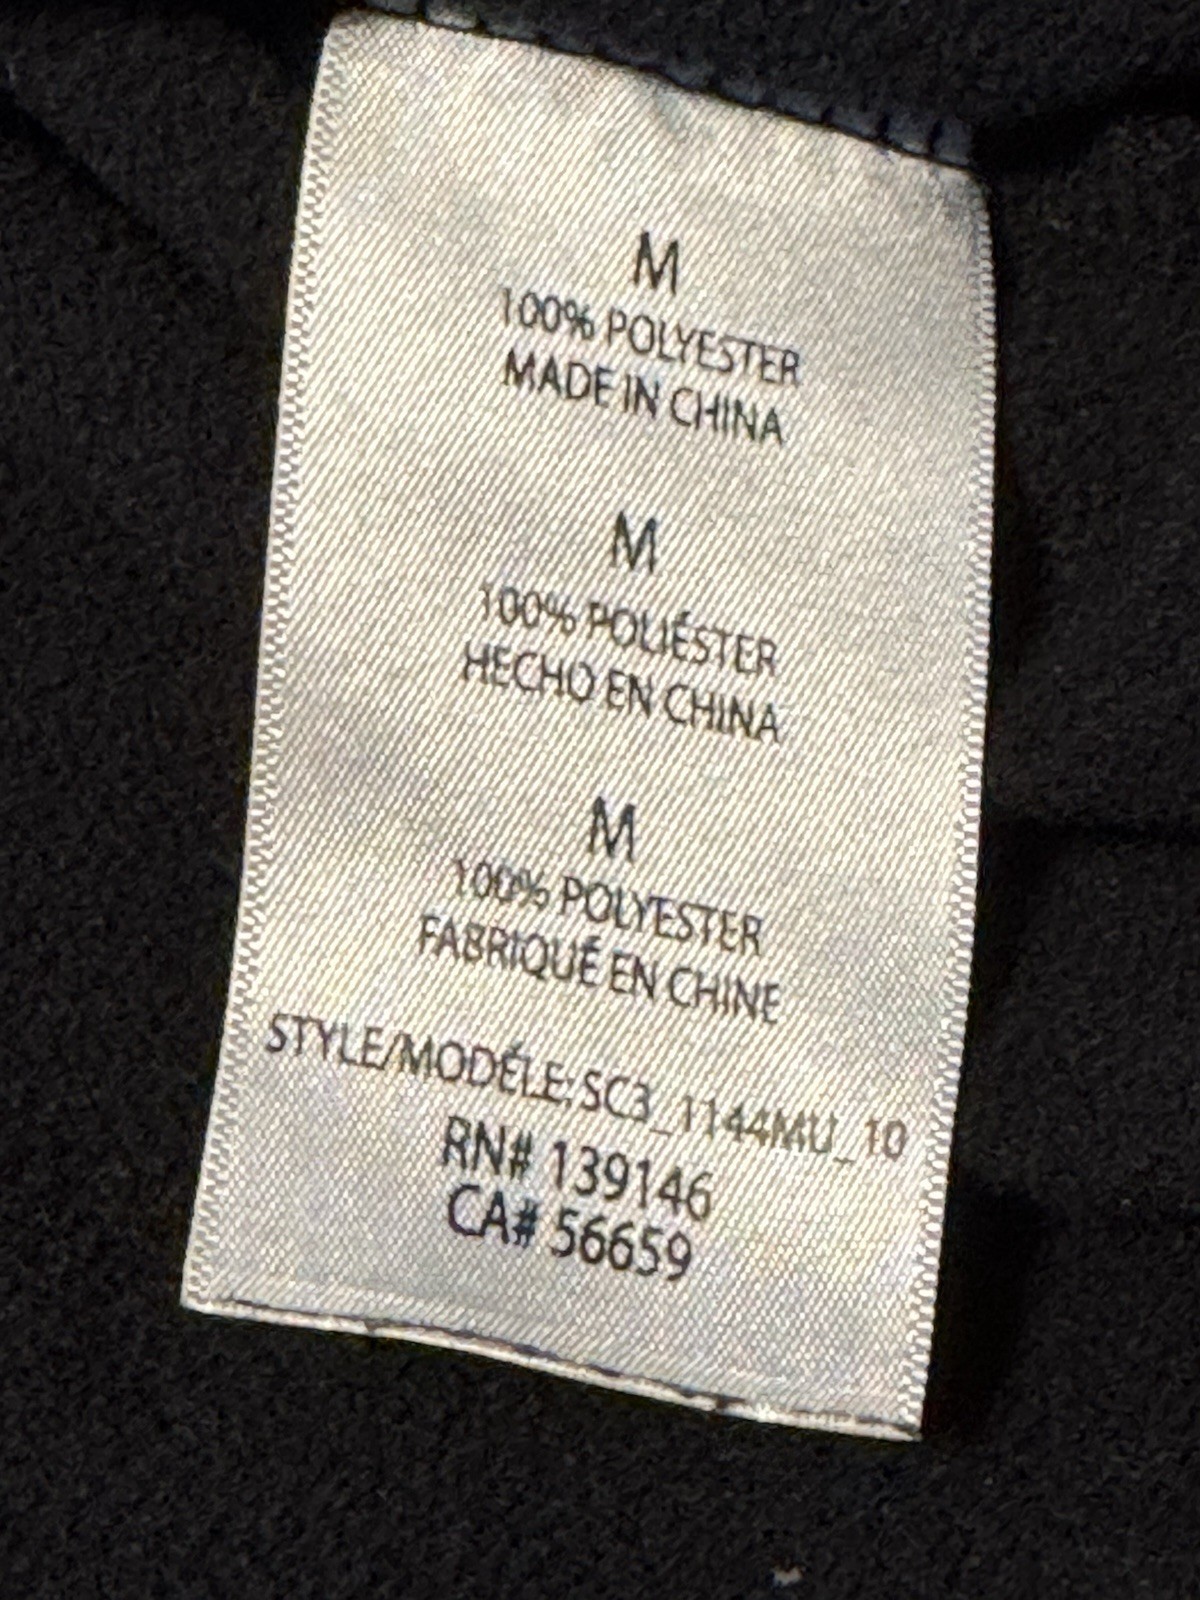 M
100% POLYESTER
MADE IN CHINA
M
100% POLIÉSTER
HECHO EN CHINA
M
100% POLYESTER
FABRIQUÉ EN CHINE
STYLE/MODÉLE: SC3_1144MU_10
RN# 139146
CA# 56659